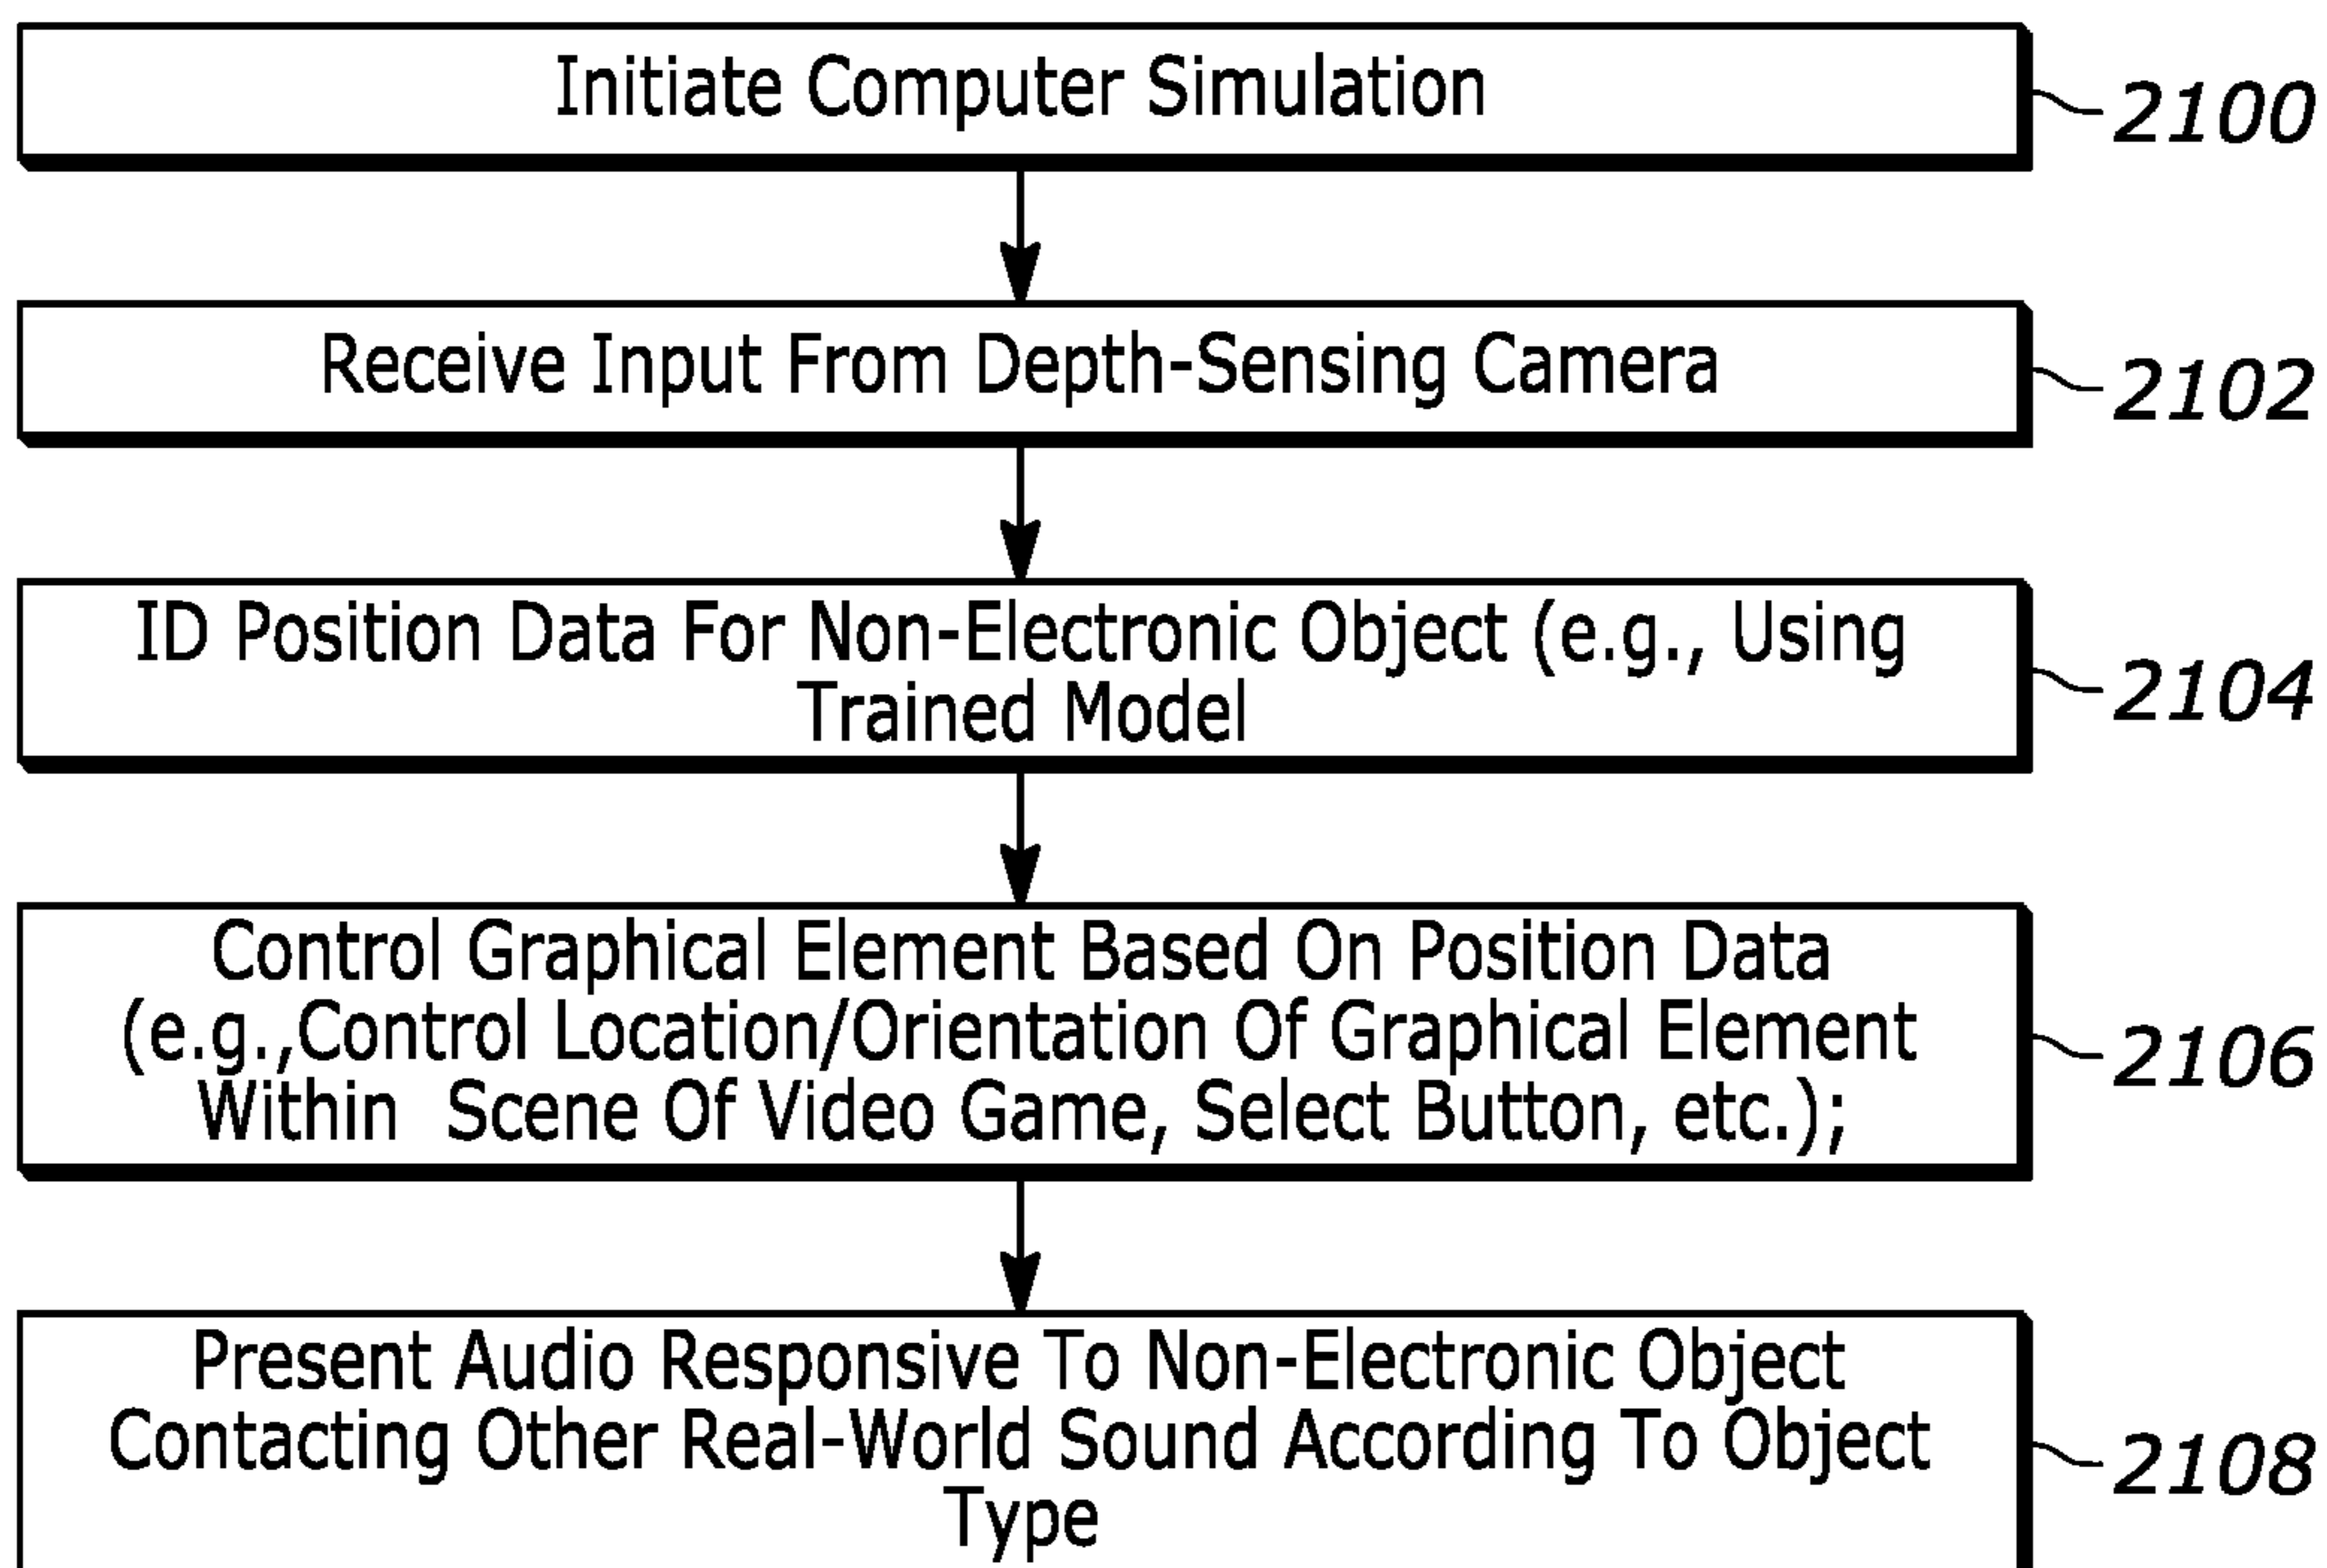 Initiate Computer Simulation
2100
Receive Input From Depth-Sensing Camera
2102
ID Position Data For Non-Electronic Object (e.g., Using
Trained Model
2104
Control Graphical Element Based On Position Data
(e.g.,Control Location/Orientation Of Graphical Element
Within Scene Of Video Game, Select Button, etc.);
2106
Present Audio Responsive To Non-Electronic Object
Contacting Other Real-World Sound According To Object
Type
2108